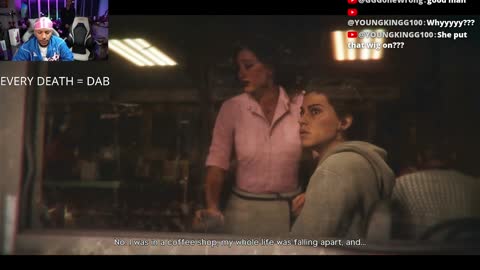 @GGGoneWrong: good man
@YOUNGKINGG100: Whyyyyy???
@YOUNGKINGG100: She put
that wig on???
EVERY DEATH = DAB
No, I was in a coffee shop, my whole life was falling apart, and...